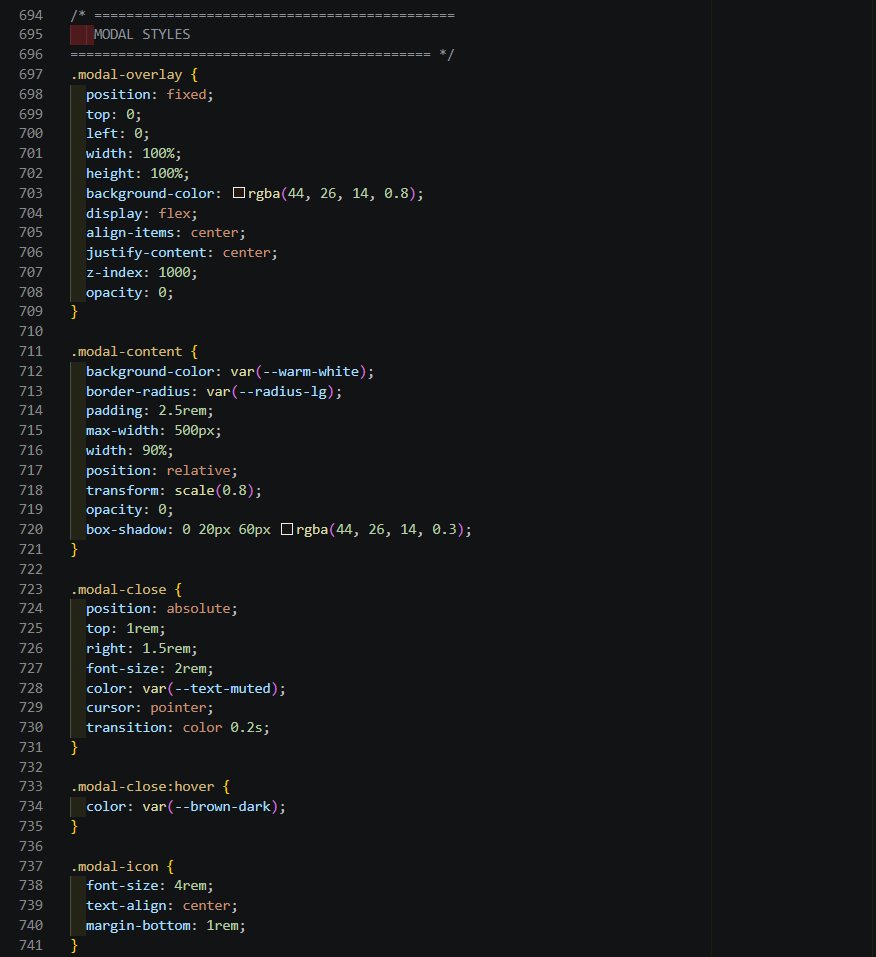 694 /* =============================================
695    MODAL STYLES
696 ============================================= */
697 .modal-overlay {
698   position: fixed;
699   top: 0;
700   left: 0;
701   width: 100%;
702   height: 100%;
703   background-color: rgba(44, 26, 14, 0.8);
704   display: flex;
705   align-items: center;
706   justify-content: center;
707   z-index: 1000;
708   opacity: 0;
709 }
710
711 .modal-content {
712   background-color: var(--warm-white);
713   border-radius: var(--radius-lg);
714   padding: 2.5rem;
715   max-width: 500px;
716   width: 90%;
717   position: relative;
718   transform: scale(0.8);
719   opacity: 0;
720   box-shadow: 0 20px 60px rgba(44, 26, 14, 0.3);
721 }
722
723 .modal-close {
724   position: absolute;
725   top: 1rem;
726   right: 1.5rem;
727   font-size: 2rem;
728   color: var(--text-muted);
729   cursor: pointer;
730   transition: color 0.2s;
731 }
732
733 .modal-close:hover {
734   color: var(--brown-dark);
735 }
736
737 .modal-icon {
738   font-size: 4rem;
739   text-align: center;
740   margin-bottom: 1rem;
741 }